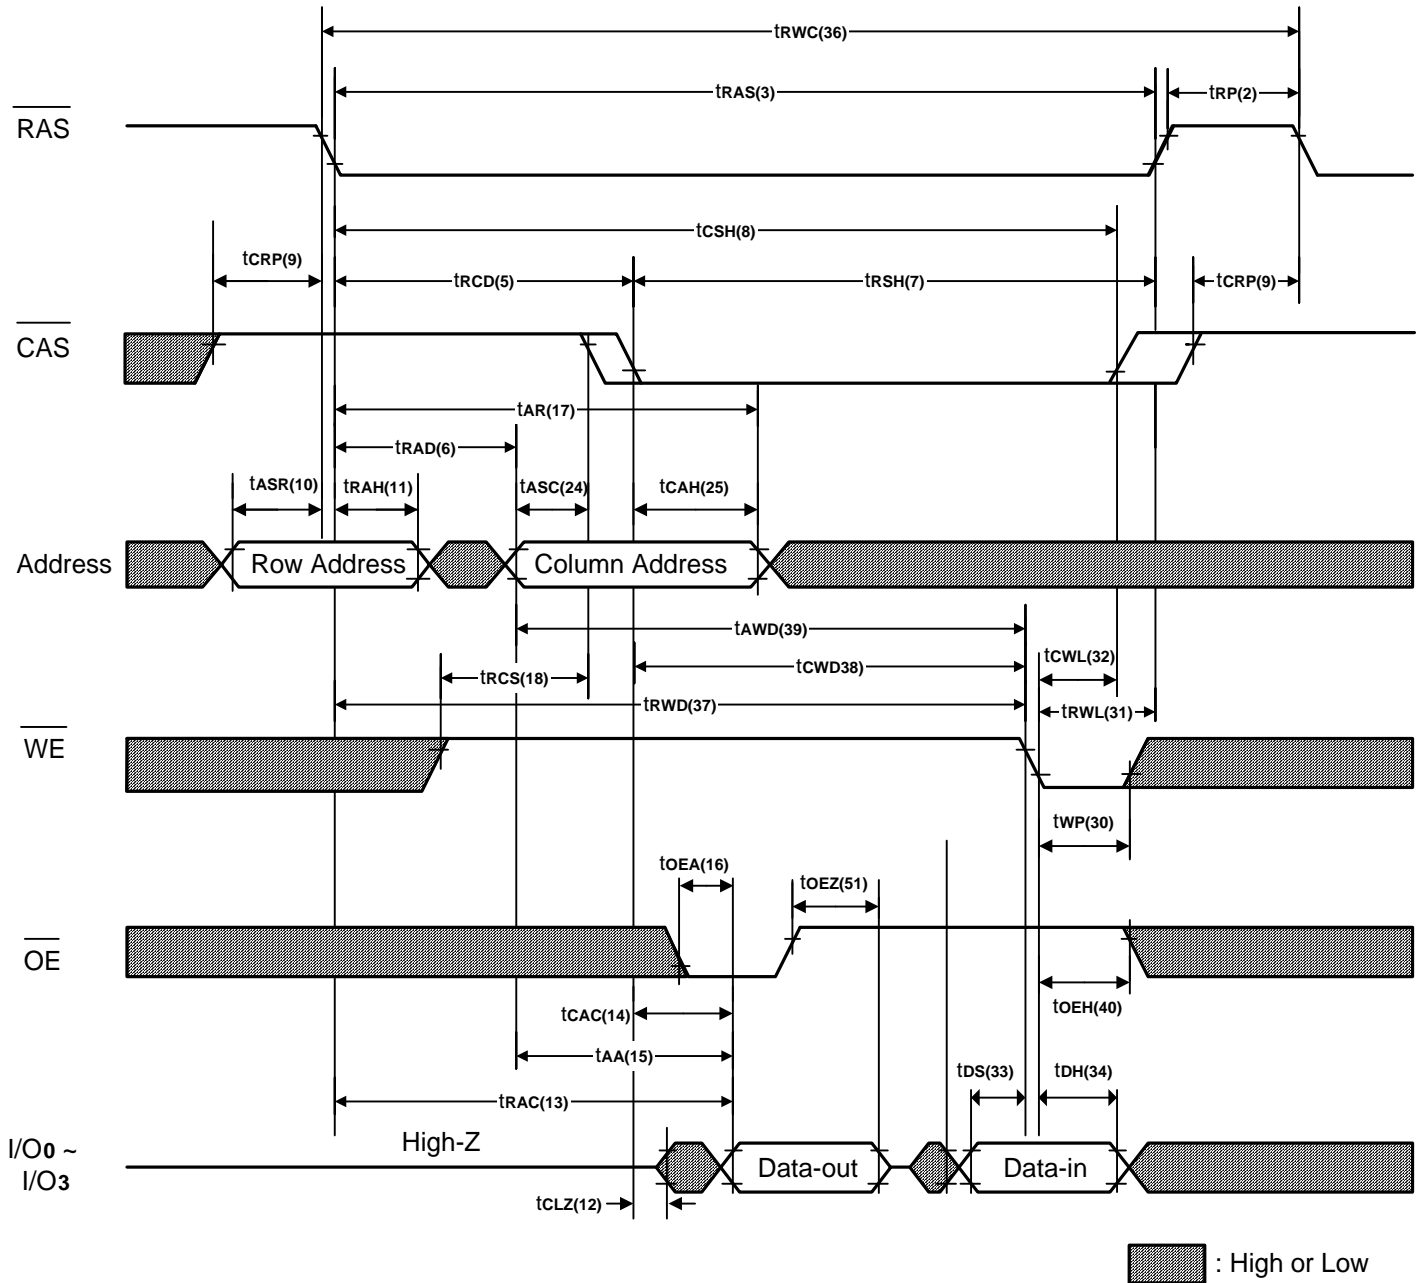 tRWC(36)
tRAS(3)
tRP(2)
RAS
tCSH(8)
tCRP(9)
tRCD(5)
tRSH(7)
tCRP(9)
CAS
tAR(17)
tRAD(6)
tASR(10)
tRAH(11)
tASC(24)
tCAH(25)
Address
Row Address
Column Address
tAWD(39)
tCWD38)
tCWL(32)
tRCS(18)
tRWD(37)
tRWL(31)
WE
tWP(30)
tOEA(16)
tOEZ(51)
OE
tOEH(40)
tCAC(14)
tAA(15)
tDS(33)
tDH(34)
tRAC(13)
High-Z
I/O0 ~
I/O3
Data-out
Data-in
tCLZ(12)
: High or Low